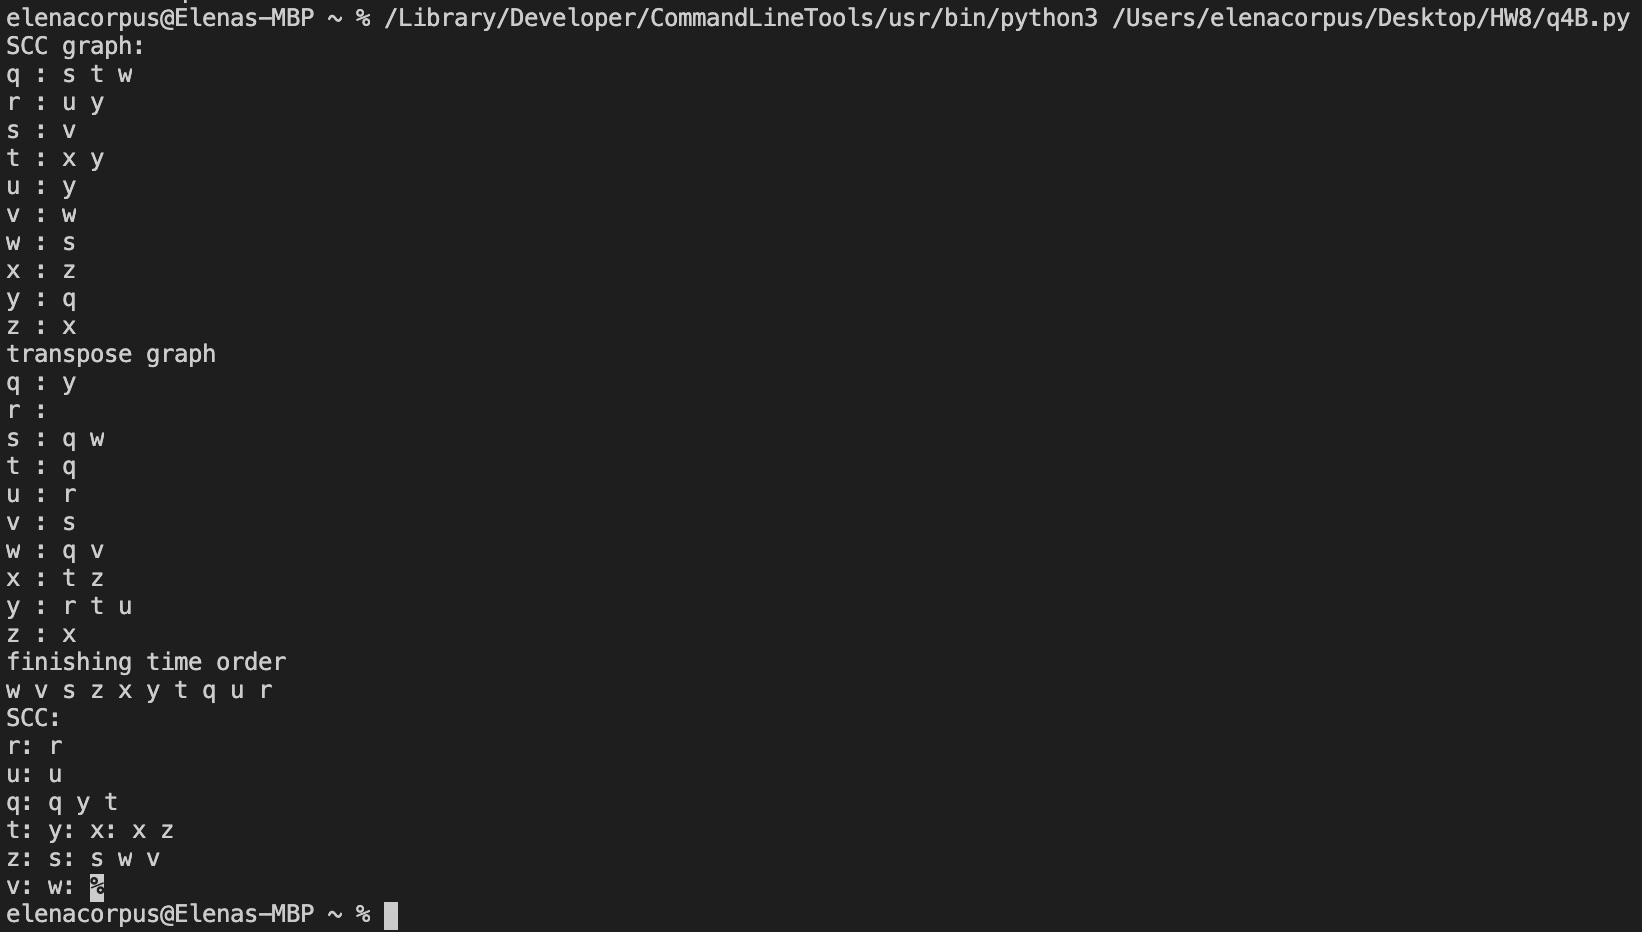 elenacorpus@Elenas-MBP ~ % /Library/Developer/CommandLineTools/usr/bin/python3 /Users/elenacorpus/Desktop/HW8/q4B.py
SCC graph:
q : s t w
r : u y
s : v
t : x y
u : y
v : w
w : s
x : z
y : q
z : x
transpose graph
q : y
r :
s : q w
t : q
u : r
v : s
w : q v
x : t z
y : r t u
z : x
finishing time order
w v s z x y t q u r
SCC:
r: r
u: u
q: q y t
t: y: x: x z
z: s: s w v
v: w: %
elenacorpus@Elenas-MBP ~ %